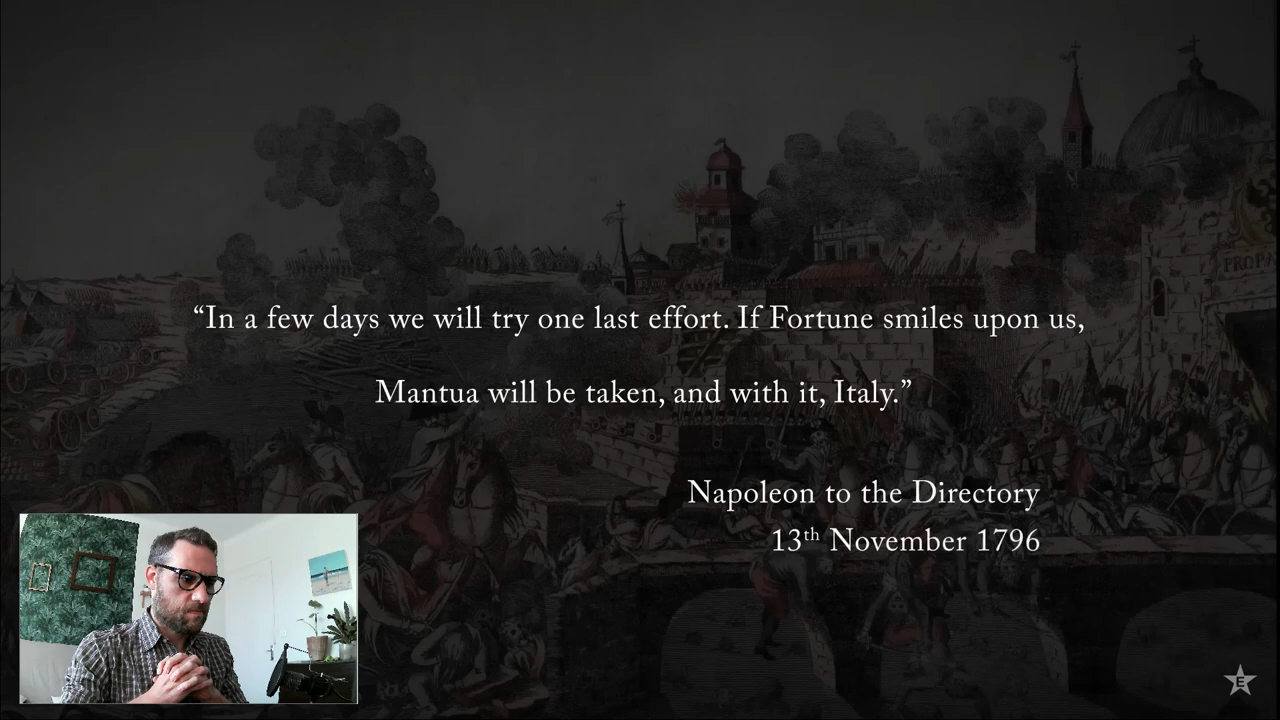 “In a few days we will try one last effort. If Fortune smiles upon us,
Mantua will be taken, and with it, Italy.”
Napoleon to the Directory
13th November 1796
PROPA
E